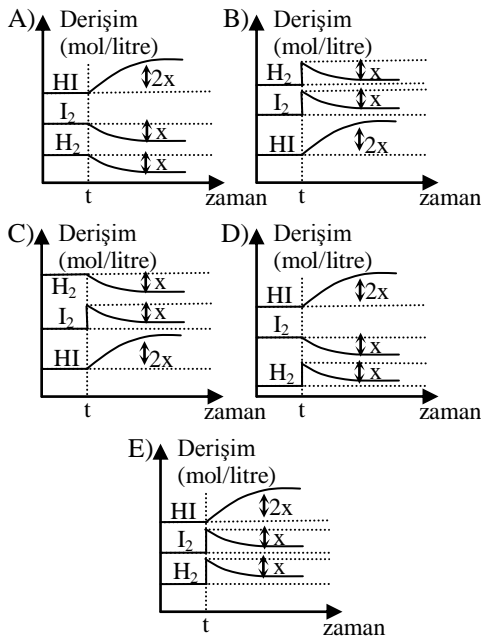 A) Derişim
(mol/litre)
HI
2x
I₂
x
H₂
x
t
zaman
B) Derişim
(mol/litre)
H₂
x
I₂
x
HI
2x
t
zaman
C) Derişim
(mol/litre)
H₂
x
I₂
x
HI
2x
t
zaman
D) Derişim
(mol/litre)
HI
2x
I₂
x
H₂
x
t
zaman
E) Derişim
(mol/litre)
HI
2x
I₂
x
H₂
x
t
zaman